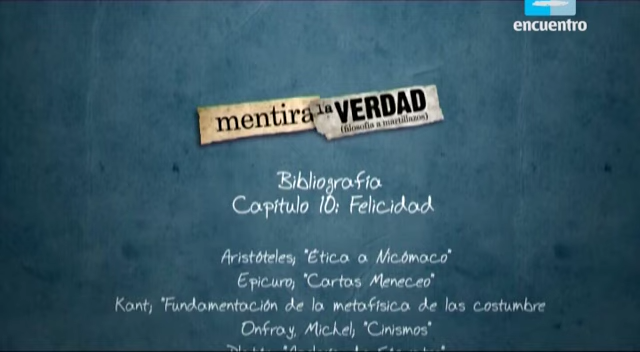 encuentro
mentira la VERDAD
(filosofía a martillazos)
Bibliografía
Capítulo 10: Felicidad
Aristóteles; "Ética a Nicómaco"
Epicuro; "Cartas Meneceo"
Kant; "Fundamentación de la metafísica de las costumbre
Onfray, Michel; "Cinismos"